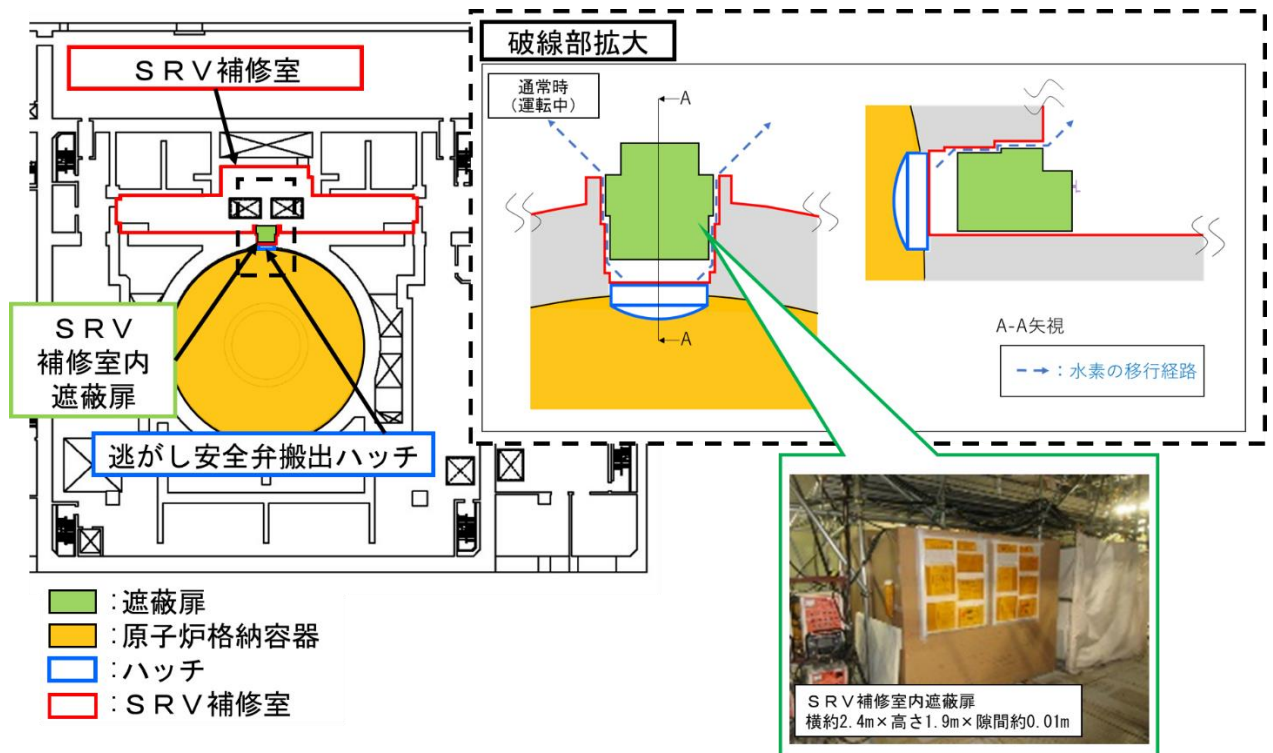 SRV補修室
SRV
補修室内
遮蔽扉
逃がし安全弁搬出ハッチ
:遮蔽扉
:原子炉格納容器
:ハッチ
:SRV補修室
破線部拡大
通常時
(運転中)
A
A
A-A矢視
:水素の移行経路
SRV補修室内遮蔽扉
横約2.4m×高さ1.9m×隙間約0.01m